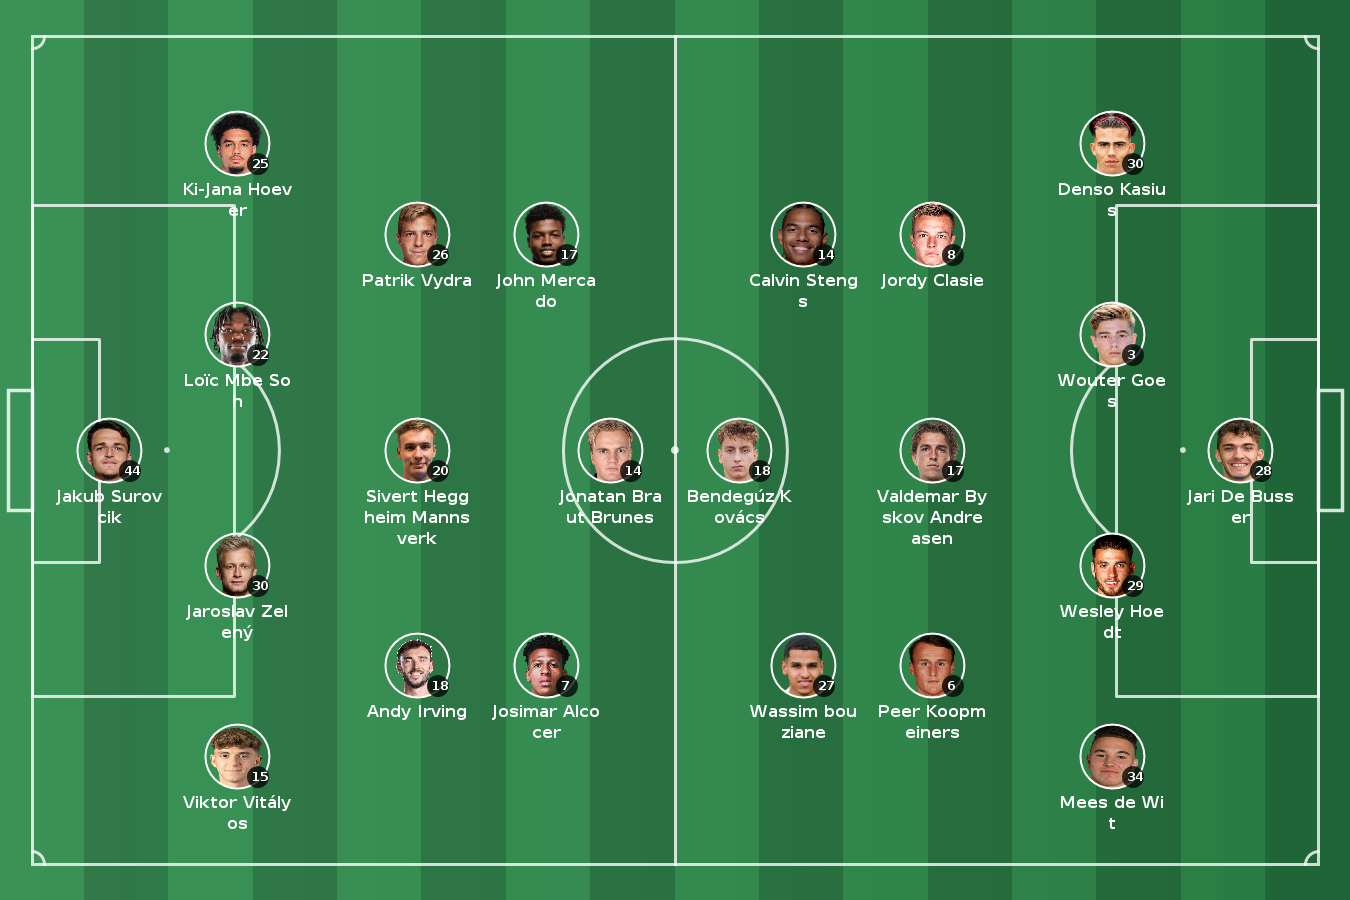 25
Ki-Jana Hoev
er
30
Denso Kasiu
s
26
Patrik Vydra
17
John Merca
do
14
Calvin Steng
s
8
Jordy Clasie
22
Loïc Mbe So
h
3
Wouter Goe
s
44
Jakub Surov
cik
20
Sivert Hegg
heim Manns
verk
14
Jonatan Bra
ut Brunes
18
Bendegúz K
ovács
17
Valdemar By
skov Andre
asen
28
Jari De Buss
er
30
Jaroslav Zel
ený
29
Wesley Hoe
dt
18
Andy Irving
7
Josimar Alco
cer
27
Wassim bou
ziane
6
Peer Koopm
einers
15
Viktor Vitály
os
34
Mees de Wi
t